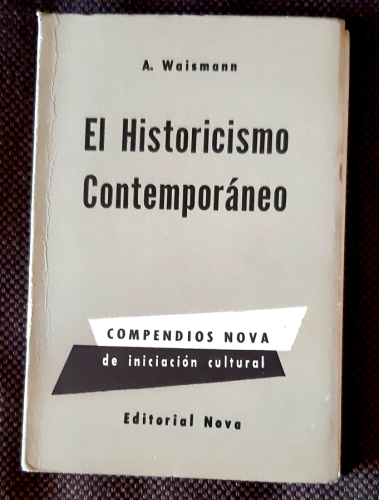 A. Waismann
El Historicismo
Contemporáneo
COMPENDIOS NOVA
de iniciación cultural
Editorial Nova